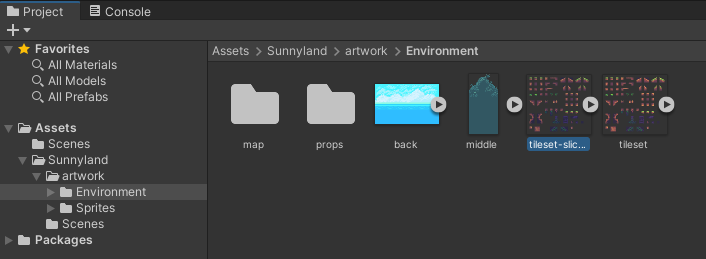 Project Console
Favorites
All Materials
All Models
All Prefabs
Assets
Scenes
Sunnyland
artwork
Environment
Sprites
Scenes
Packages
Assets > Sunnyland > artwork > Environment
map props back middle tileset-slic... tileset